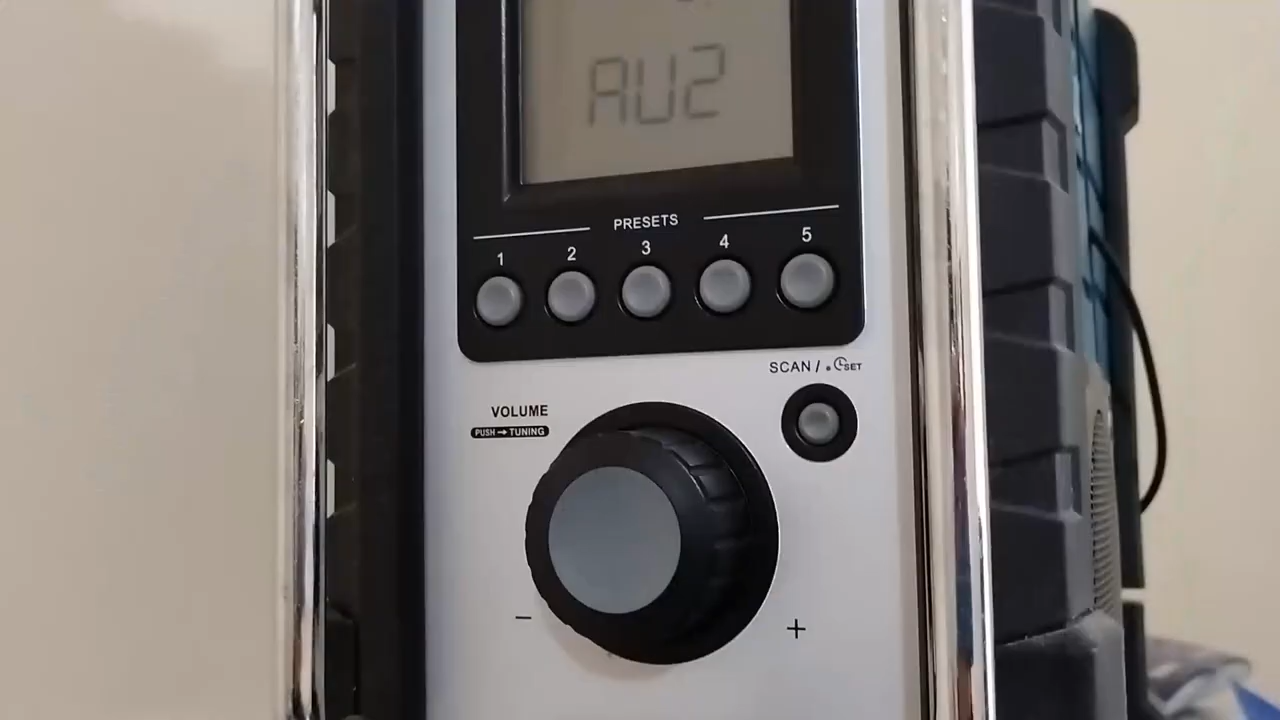 AU2
PRESETS
1 2 3 4 5
SCAN / SET
VOLUME
PUSH → TUNING
− +